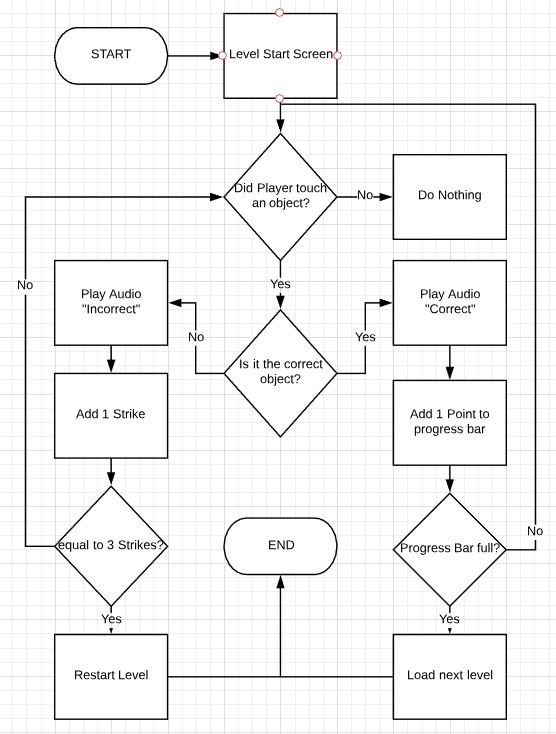 START
Level Start Screen
Did Player touch
an object?
No
Do Nothing
No
Yes
Play Audio
"Incorrect"
Play Audio
"Correct"
No
Yes
Is it the correct
object?
Add 1 Strike
Add 1 Point to
progress bar
equal to 3 Strikes?
END
Progress Bar full?
No
Yes
Yes
Restart Level
Load next level